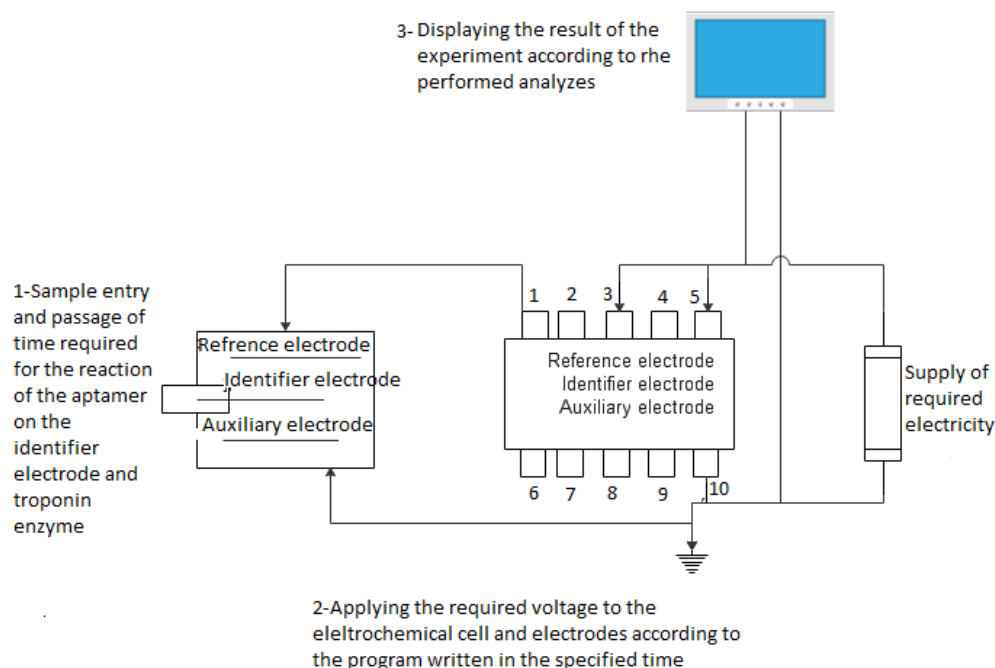 3- Displaying the result of the
experiment according to rhe
performed analyzes
1-Sample entry
and passage of
time required
for the reaction
of the aptamer
on the
identifier
electrode and
troponin
enzyme
Refrence electrode
Identifier electrode
Auxiliary electrode
1 2 3 4 5
Reference electrode
Identifier electrode
Auxiliary electrode
6 7 8 9 10
Supply of
required
electricity
2-Applying the required voltage to the
eleltrochemical cell and electrodes according to
the program written in the specified time